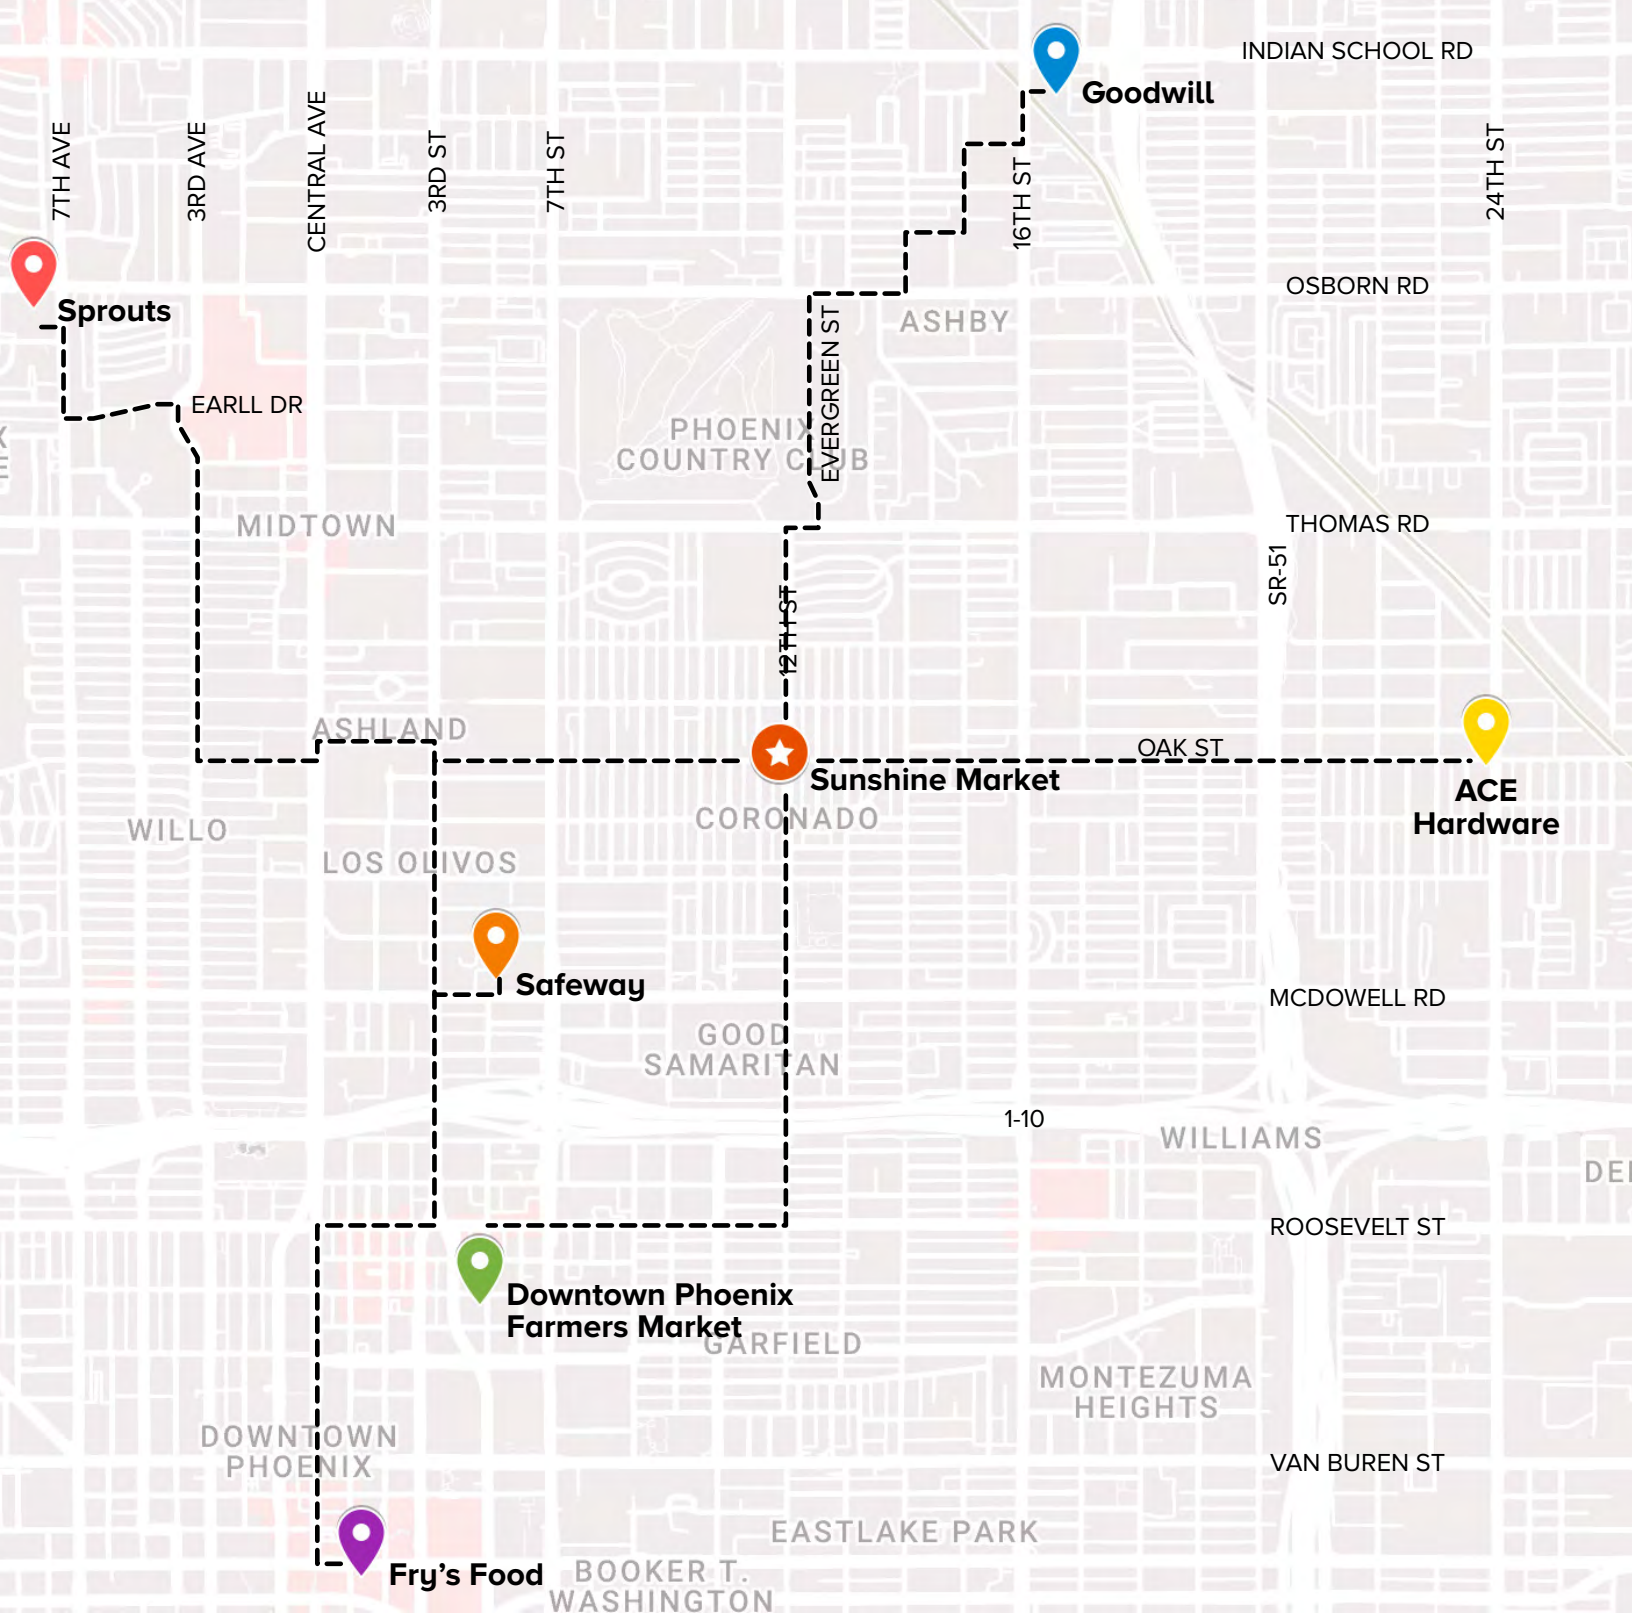 INDIAN SCHOOL RD
Goodwill
7TH AVE
3RD AVE
CENTRAL AVE
3RD ST
7TH ST
16TH ST
24TH ST
OSBORN RD
Sprouts
ASHBY
EVERGREEN ST
EARLL DR
PHOENIX
COUNTRY CLUB
MIDTOWN
THOMAS RD
SR-51
12TH ST
ASHLAND
OAK ST
Sunshine Market
ACE
Hardware
CORONADO
WILLO
LOS OLIVOS
Safeway
MCDOWELL RD
GOOD
SAMARITAN
1-10
WILLIAMS
ROOSEVELT ST
Downtown Phoenix
Farmers Market
GARFIELD
MONTEZUMA
HEIGHTS
DOWNTOWN
PHOENIX
VAN BUREN ST
EASTLAKE PARK
Fry's Food
BOOKER T.
WASHINGTON